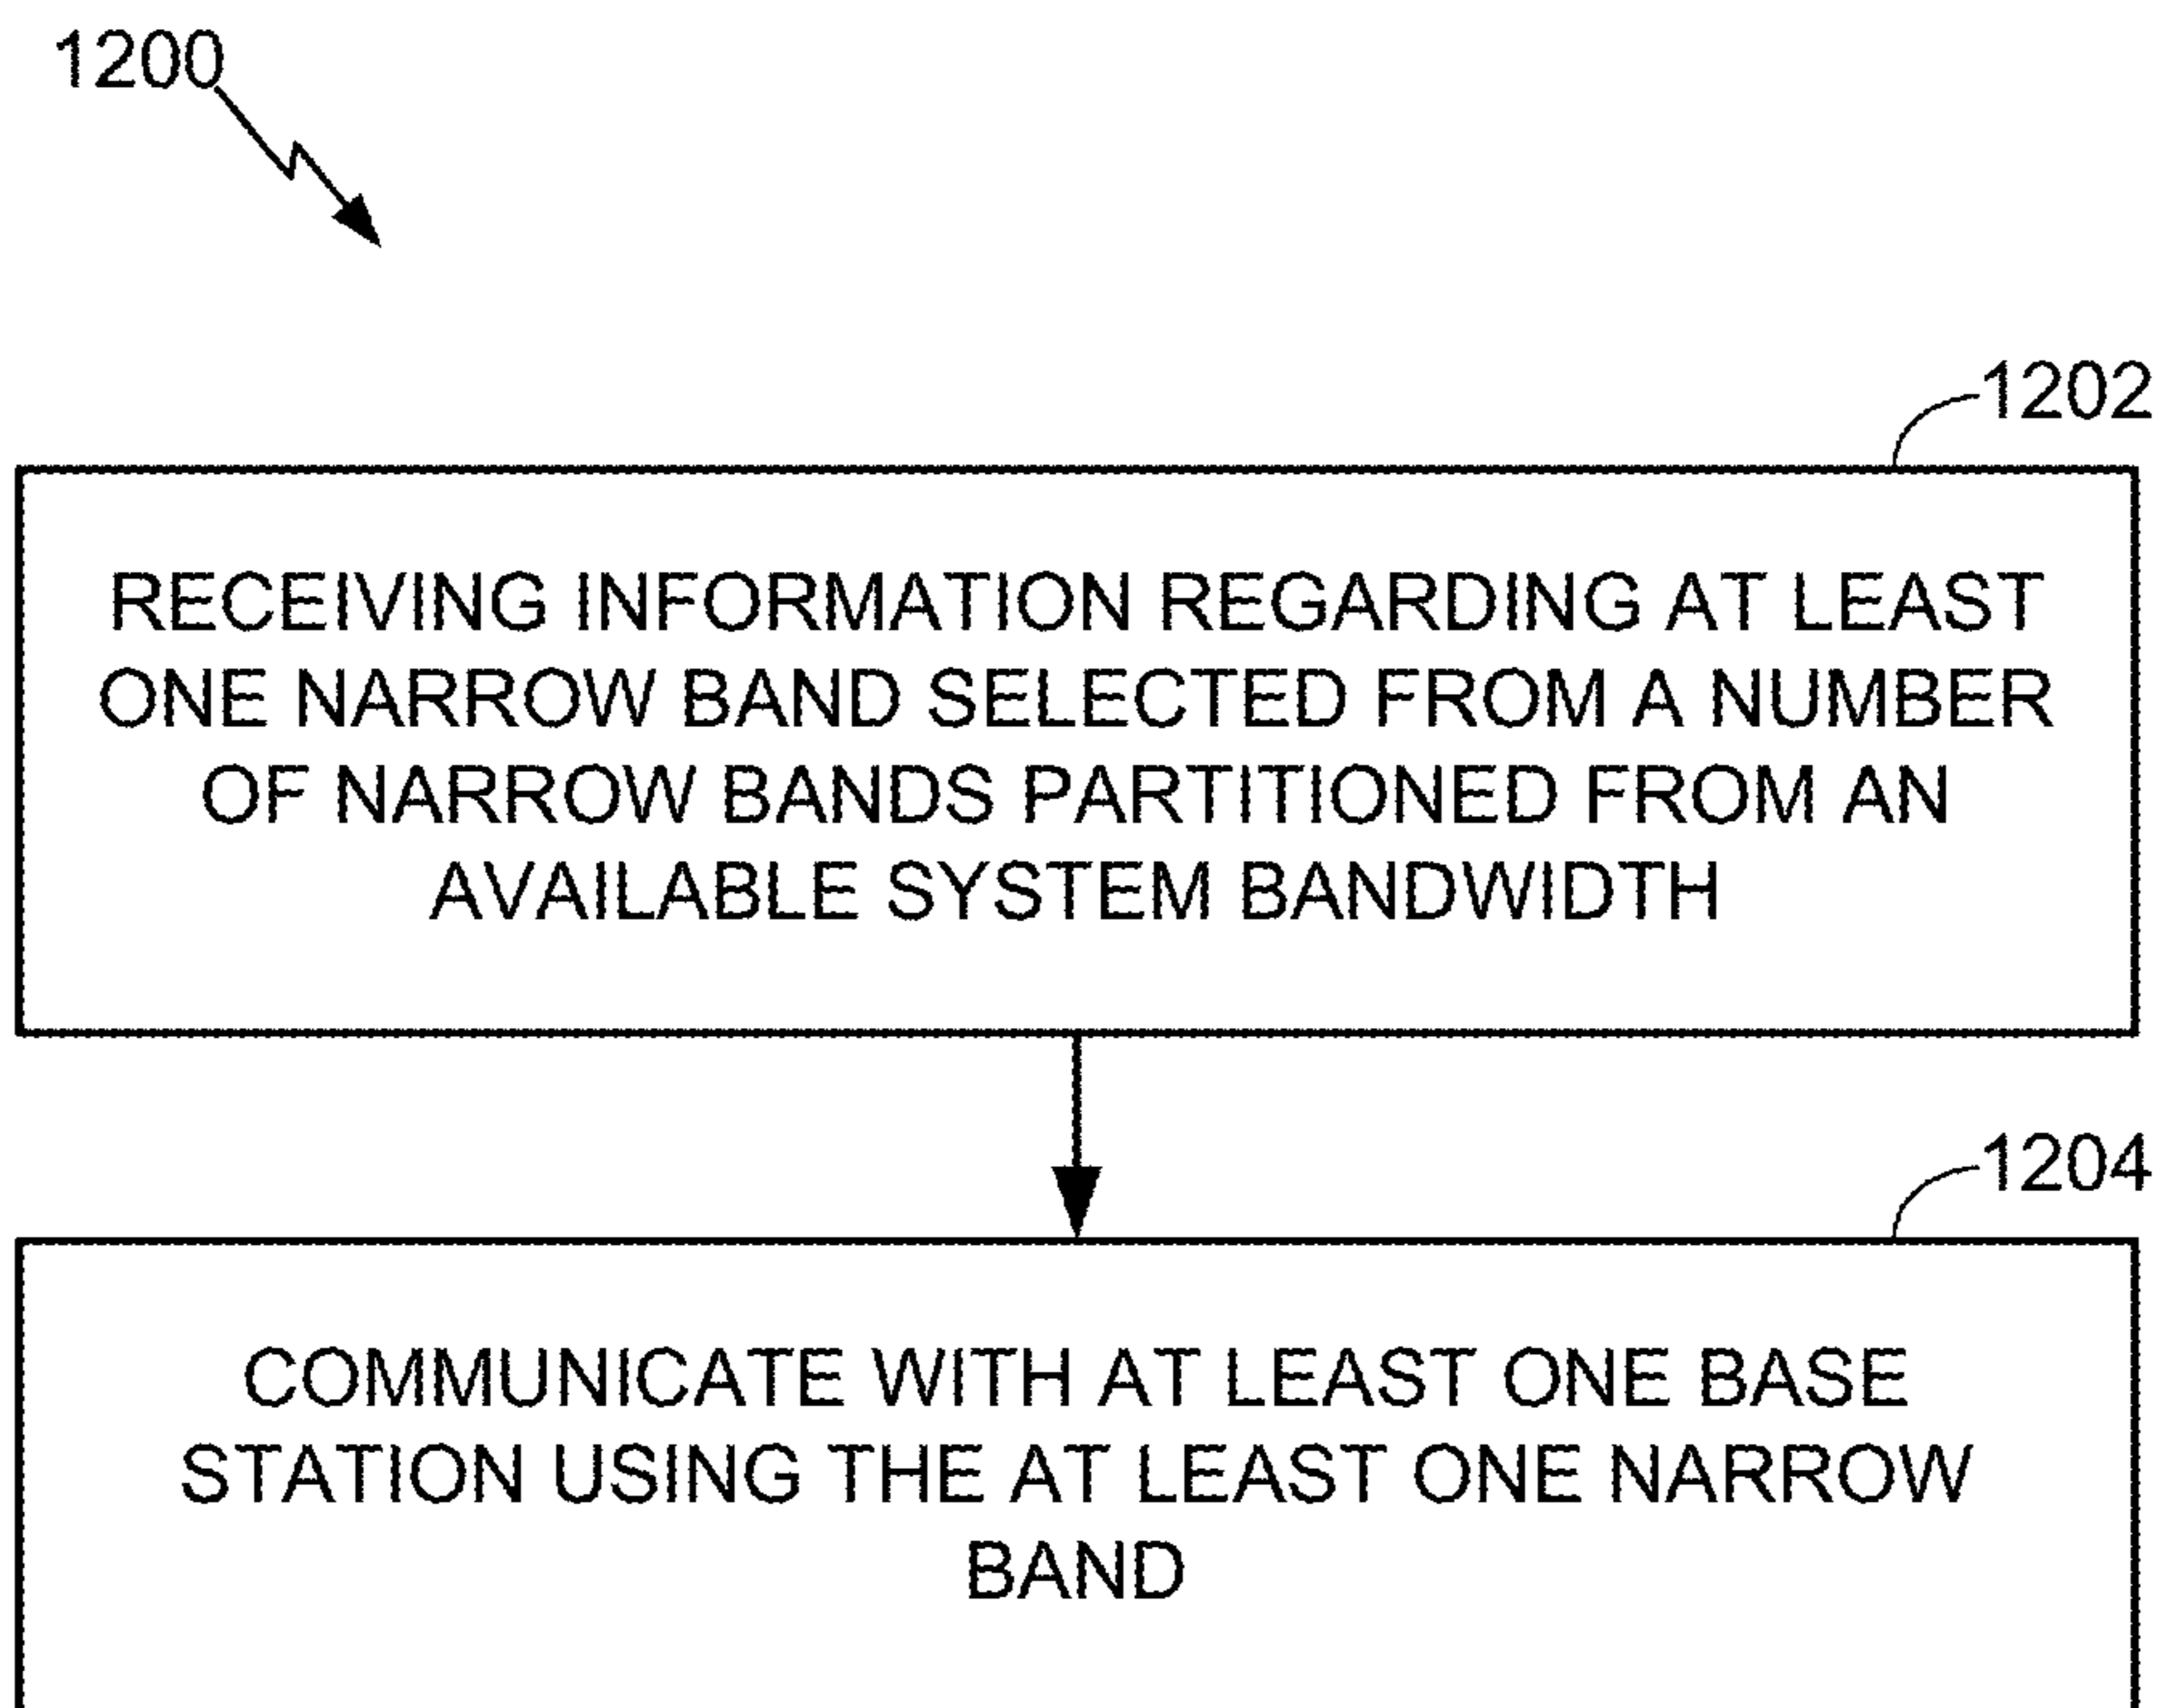 1200
1202
RECEIVING INFORMATION REGARDING AT LEAST
ONE NARROW BAND SELECTED FROM A NUMBER
OF NARROW BANDS PARTITIONED FROM AN
AVAILABLE SYSTEM BANDWIDTH
1204
COMMUNICATE WITH AT LEAST ONE BASE
STATION USING THE AT LEAST ONE NARROW
BAND